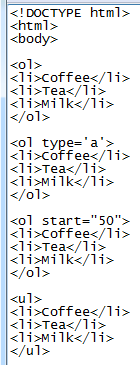 <!DOCTYPE html>
<html>
<body>

<ol>
<li>Coffee</li>
<li>Tea</li>
<li>Milk</li>
</ol>

<ol type='a'>
<li>Coffee</li>
<li>Tea</li>
<li>Milk</li>
</ol>

<ol start="50">
<li>Coffee</li>
<li>Tea</li>
<li>Milk</li>
</ol>

<ul>
<li>Coffee</li>
<li>Tea</li>
<li>Milk</li>
</ul>